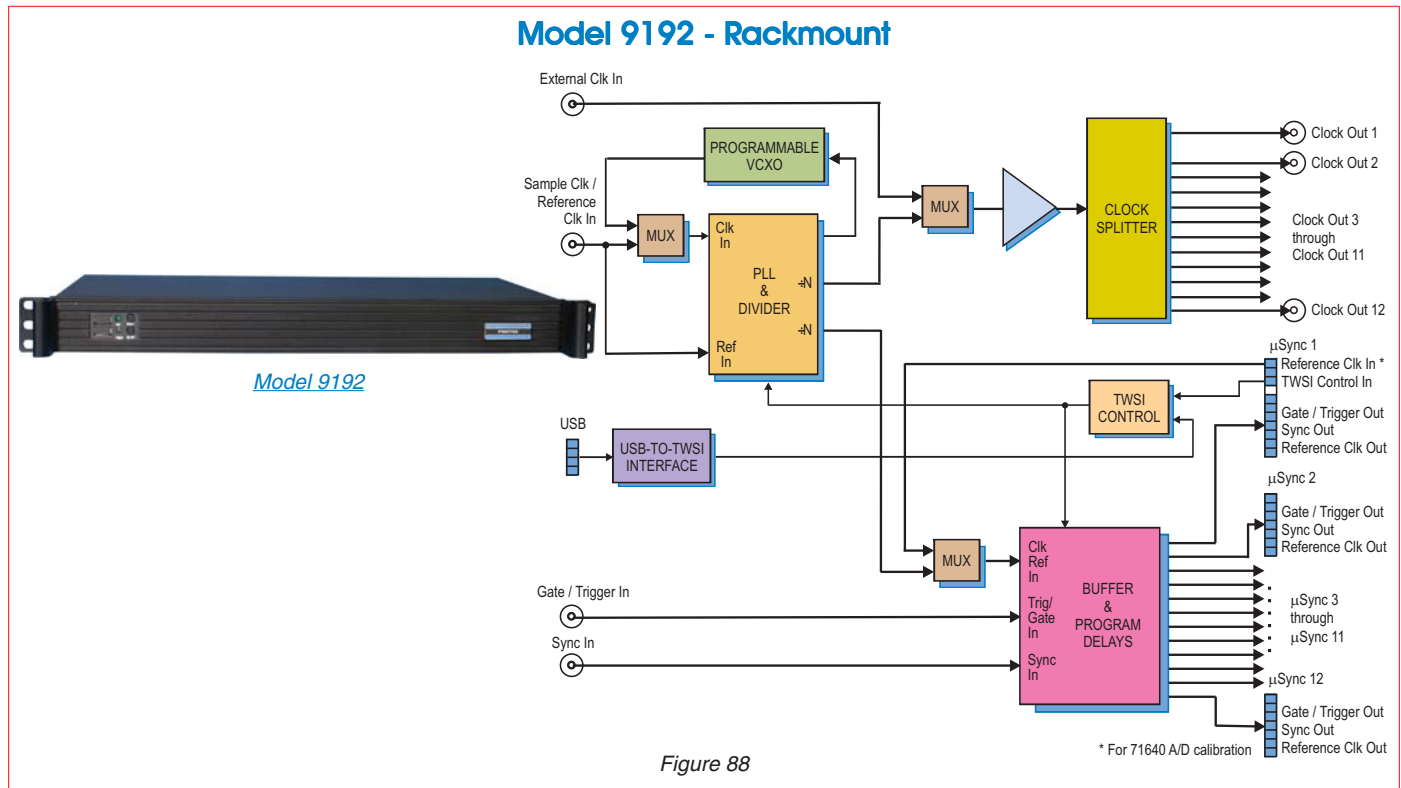 Model 9192 - Rackmount
External Clk In
PROGRAMMABLE
VCXO
Sample Clk /
Reference
Clk In
MUX
Clk
In
PLL
&
DIVIDER
÷N
÷N
Ref
In
MUX
CLOCK
SPLITTER
Clock Out 1
Clock Out 2
Clock Out 3
through
Clock Out 11
Clock Out 12
Model 9192
USB
USB-TO-TWSI
INTERFACE
TWSI
CONTROL
μSync 1
Reference Clk In *
TWSI Control In
Gate / Trigger Out
Sync Out
Reference Clk Out
μSync 2
Gate / Trigger Out
Sync Out
Reference Clk Out
MUX
Clk
Ref
In
Trig/
Gate
In
Sync
In
BUFFER
&
PROGRAM
DELAYS
Gate / Trigger In
Sync In
μSync 3
through
μSync 11
μSync 12
Gate / Trigger Out
Sync Out
Reference Clk Out
* For 71640 A/D calibration
Figure 88